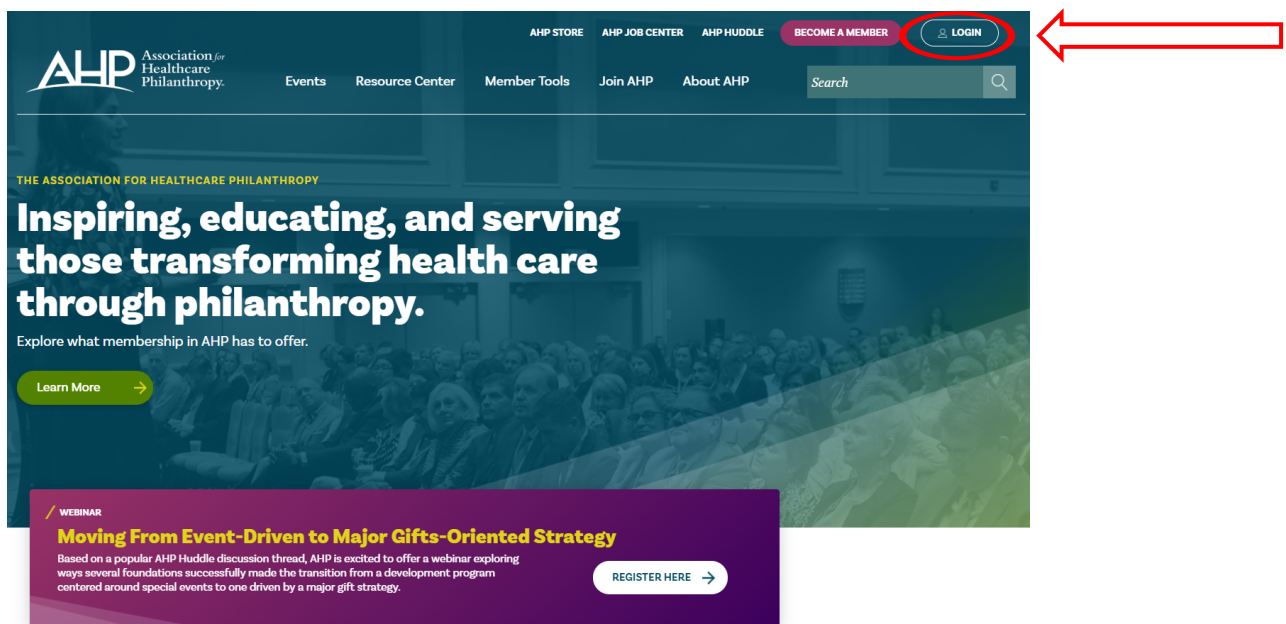 AHP STORE AHP JOB CENTER AHP HUDDLE BECOME A MEMBER LOGIN
AHP Association for
Healthcare
Philanthropy.
Events Resource Center Member Tools Join AHP About AHP Search
THE ASSOCIATION FOR HEALTHCARE PHILANTHROPY
Inspiring, educating, and serving
those transforming health care
through philanthropy.
Explore what membership in AHP has to offer.
Learn More
WEBINAR
Moving From Event-Driven to Major Gifts-Oriented Strategy
Based on a popular AHP Huddle discussion thread, AHP is excited to offer a webinar exploring
ways several foundations successfully made the transition from a development program
centered around special events to one driven by a major gift strategy.
REGISTER HERE